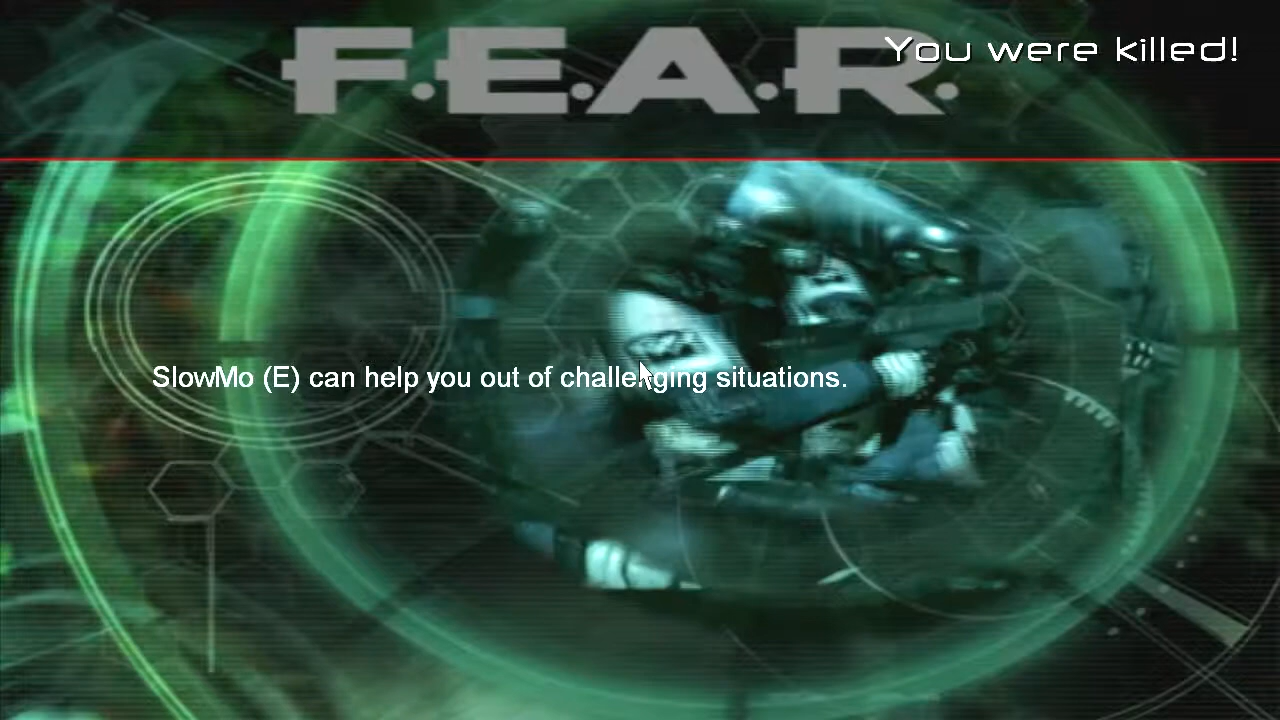 F.E.A.R.
You were killed!
SlowMo (E) can help you out of challenging situations.